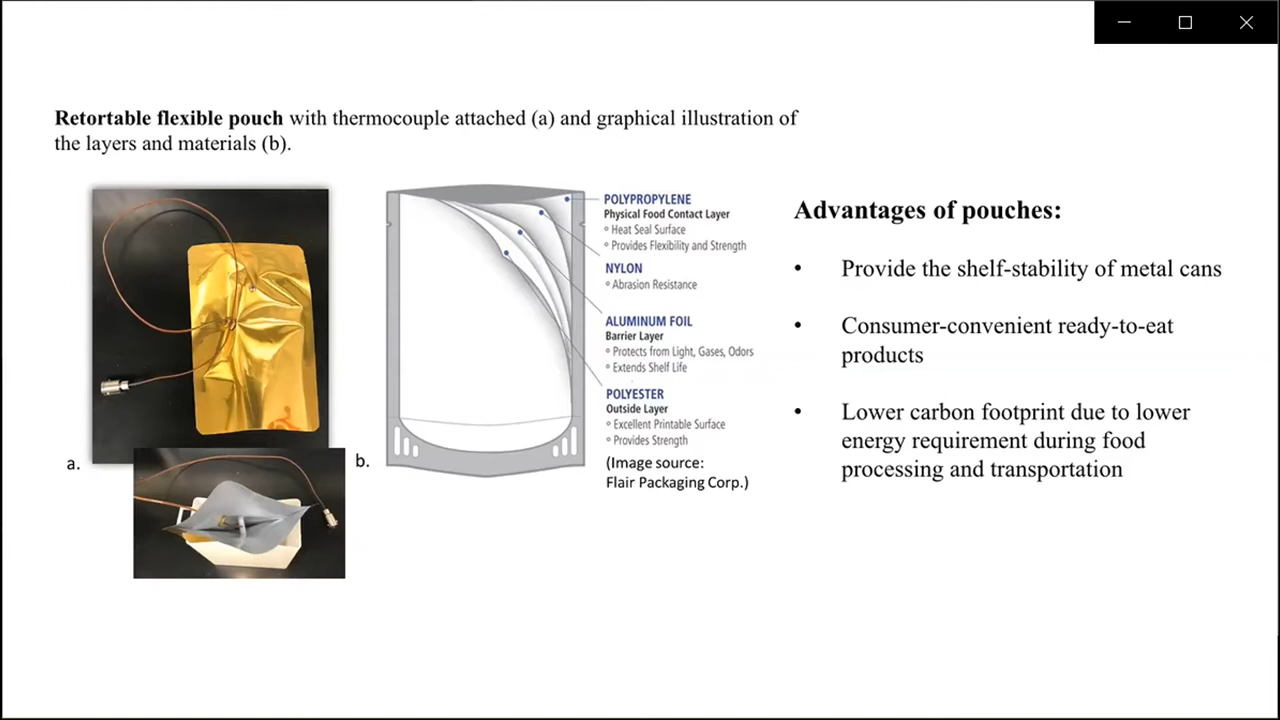 Retortable flexible pouch with thermocouple attached (a) and graphical illustration of
the layers and materials (b).
a.
b.
POLYPROPYLENE
Physical Food Contact Layer
° Heat Seal Surface
° Provides Flexibility and Strength
NYLON
° Abrasion Resistance
ALUMINUM FOIL
Barrier Layer
° Protects from Light, Gases, Odors
° Extends Shelf Life
POLYESTER
Outside Layer
° Excellent Printable Surface
° Provides Strength
(Image source:
Flair Packaging Corp.)
Advantages of pouches:
• Provide the shelf-stability of metal cans
• Consumer-convenient ready-to-eat
products
• Lower carbon footprint due to lower
energy requirement during food
processing and transportation